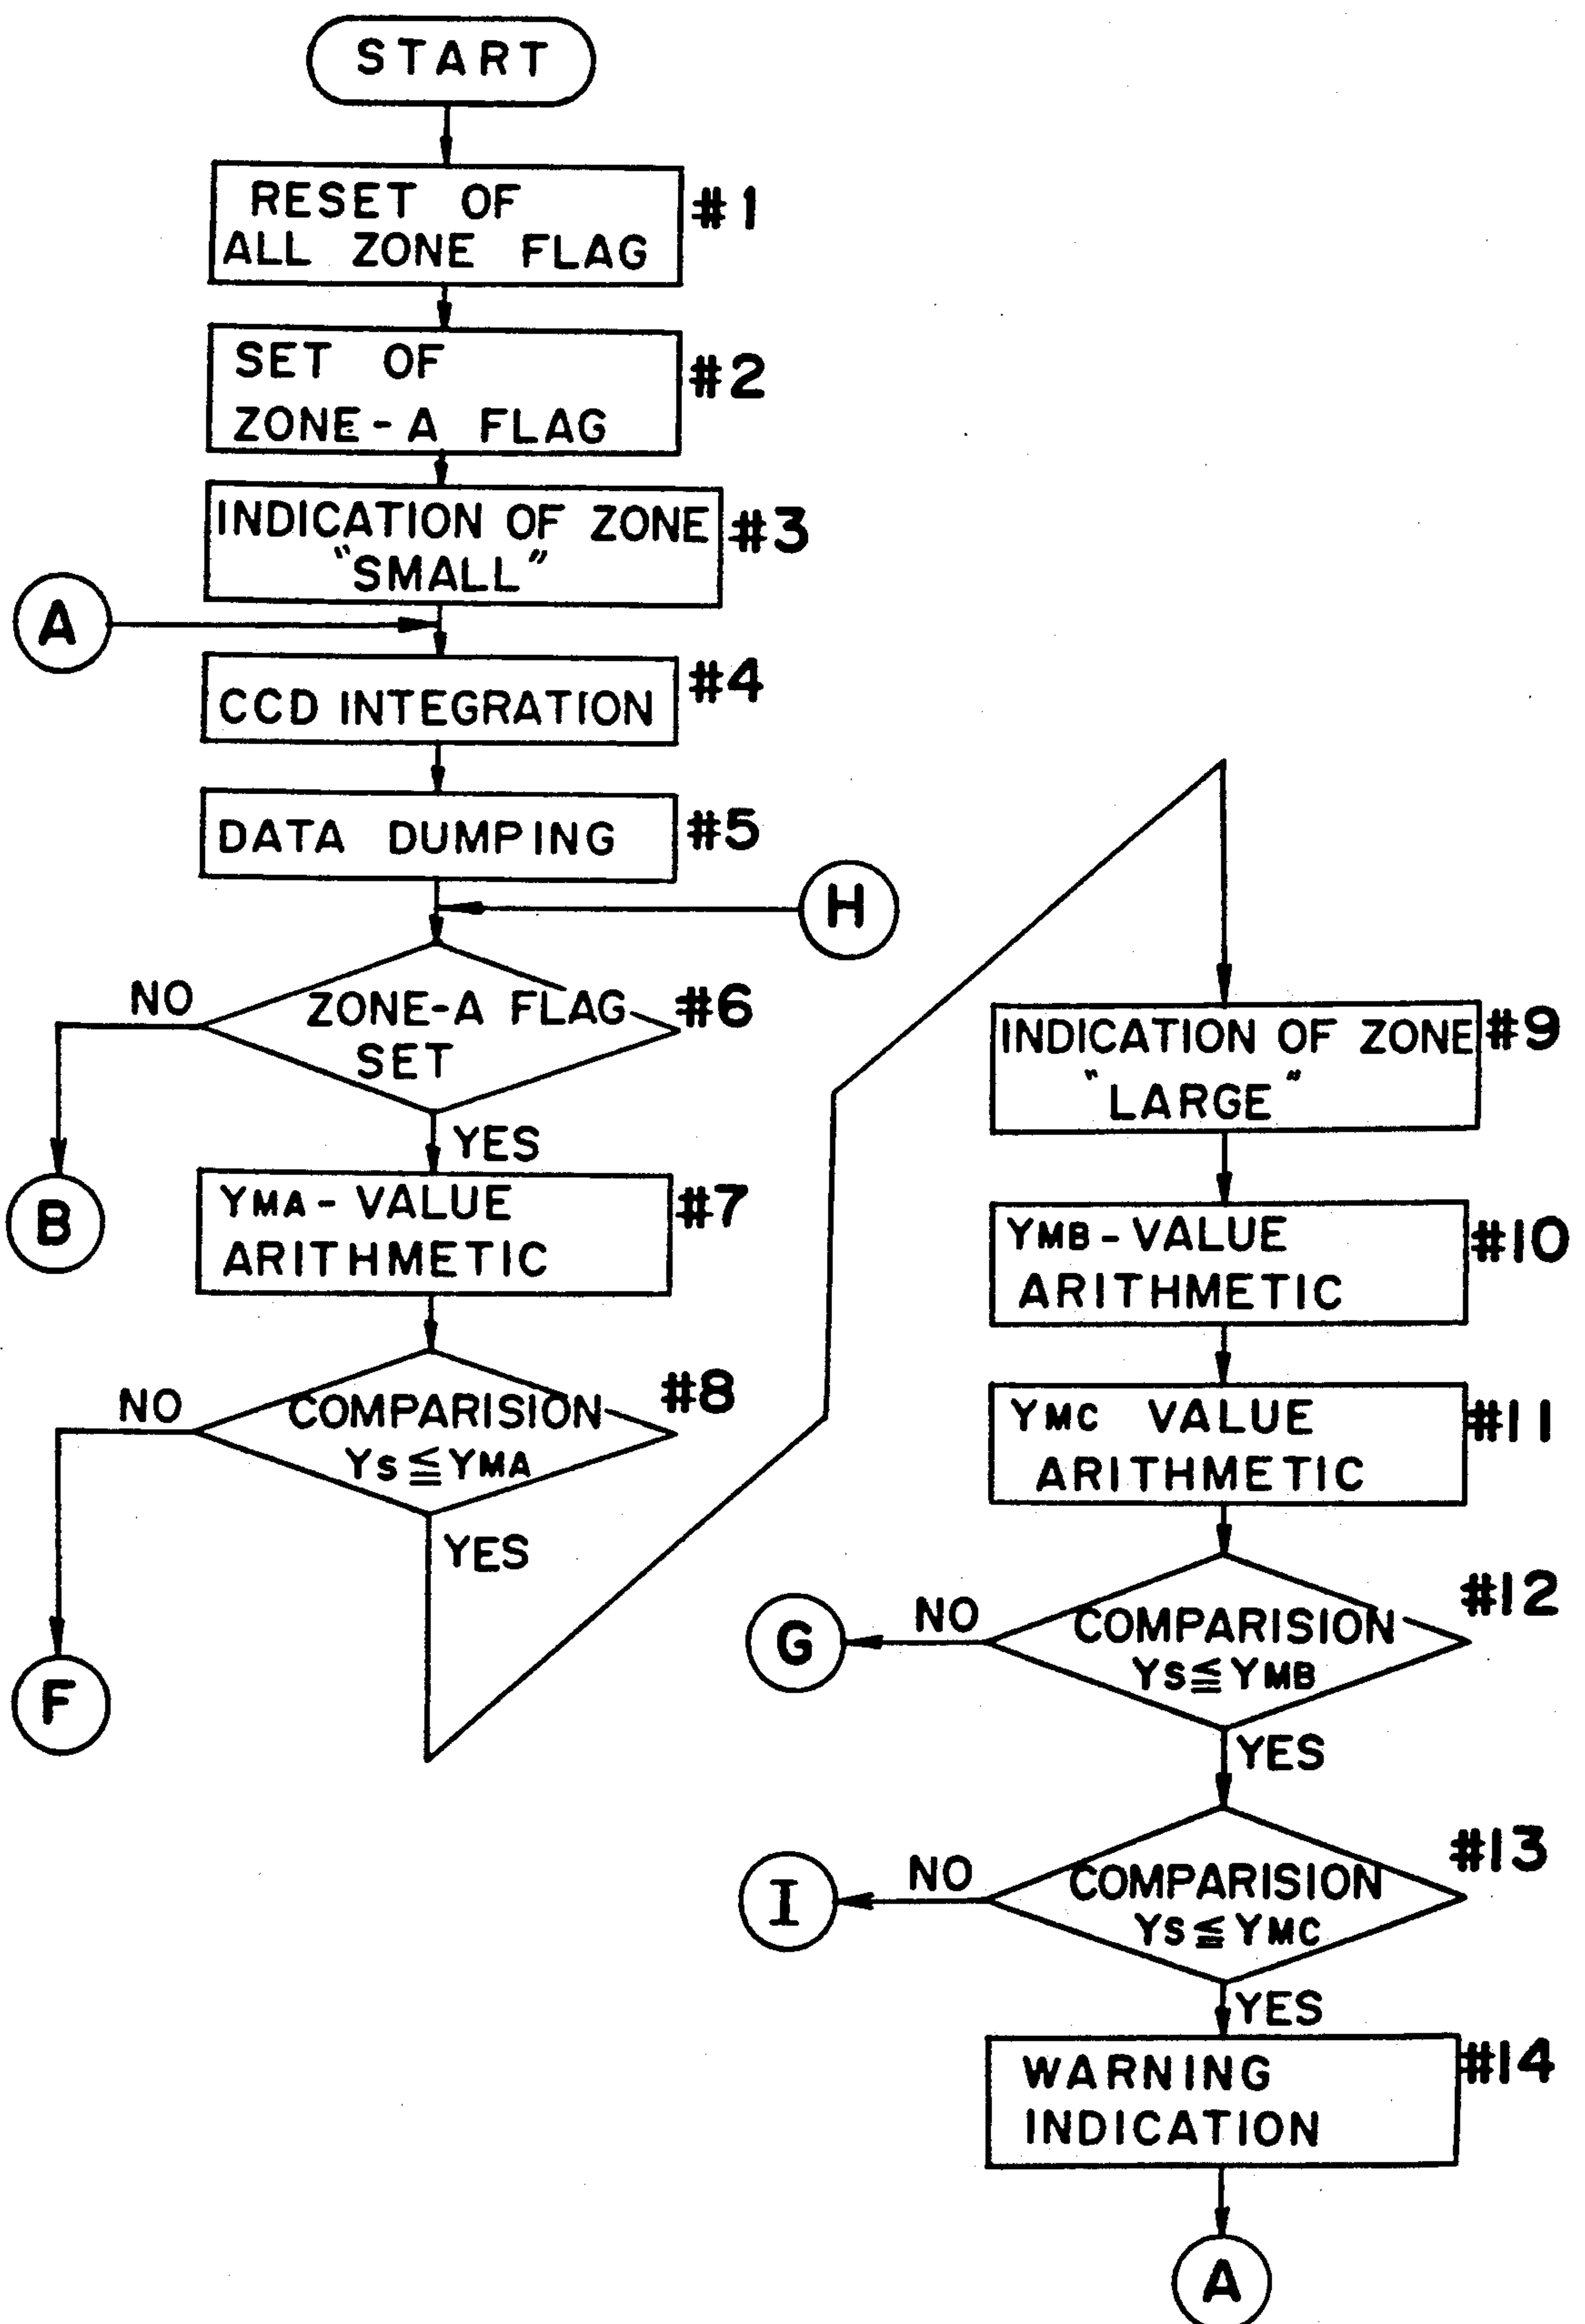 START
RESET OF
ALL ZONE FLAG
#1
SET OF
ZONE-A FLAG
#2
INDICATION OF ZONE
"SMALL"
#3
A
CCD INTEGRATION
#4
DATA DUMPING
#5
H
ZONE-A FLAG
SET
#6
NO
B
YES
YMA-VALUE
ARITHMETIC
#7
COMPARISION
YS≦YMA
#8
NO
F
YES
INDICATION OF ZONE
"LARGE"
#9
YMB-VALUE
ARITHMETIC
#10
YMC VALUE
ARITHMETIC
#11
COMPARISION
YS≦YMB
#12
NO
G
YES
COMPARISION
YS≦YMC
#13
NO
I
YES
WARNING
INDICATION
#14
A